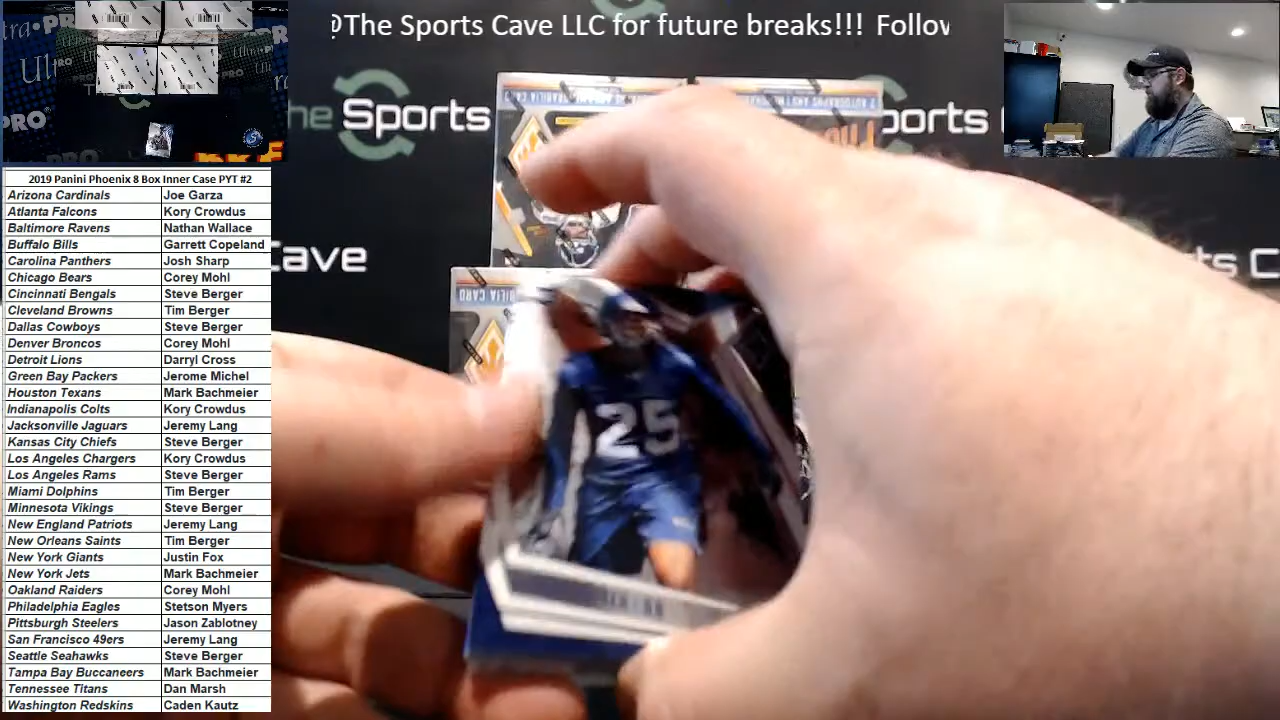 @The Sports Cave LLC for future breaks!!! Follov
The Sports
ports
Cave
ts C
25
Ultra
PRO
2019 Panini Phoenix 8 Box Inner Case PYT #2
Arizona Cardinals Joe Garza
Atlanta Falcons Kory Crowdus
Baltimore Ravens Nathan Wallace
Buffalo Bills Garrett Copeland
Carolina Panthers Josh Sharp
Chicago Bears Corey Mohl
Cincinnati Bengals Steve Berger
Cleveland Browns Tim Berger
Dallas Cowboys Steve Berger
Denver Broncos Corey Mohl
Detroit Lions Darryl Cross
Green Bay Packers Jerome Michel
Houston Texans Mark Bachmeier
Indianapolis Colts Kory Crowdus
Jacksonville Jaguars Jeremy Lang
Kansas City Chiefs Steve Berger
Los Angeles Chargers Kory Crowdus
Los Angeles Rams Steve Berger
Miami Dolphins Tim Berger
Minnesota Vikings Steve Berger
New England Patriots Jeremy Lang
New Orleans Saints Tim Berger
New York Giants Justin Fox
New York Jets Mark Bachmeier
Oakland Raiders Corey Mohl
Philadelphia Eagles Stetson Myers
Pittsburgh Steelers Jason Zablotney
San Francisco 49ers Jeremy Lang
Seattle Seahawks Steve Berger
Tampa Bay Buccaneers Mark Bachmeier
Tennessee Titans Dan Marsh
Washington Redskins Caden Kautz